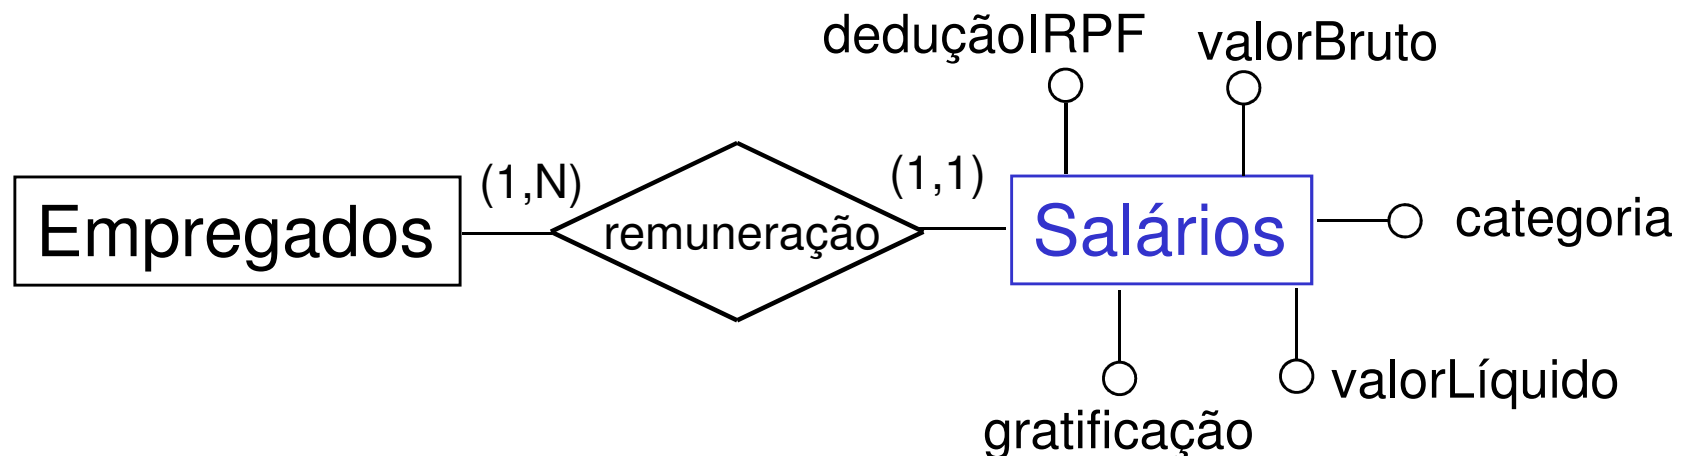 deduçãoIRPF valorBruto
(1,N) (1,1)
Empregados remuneração Salários categoria
valorLíquido
gratificação